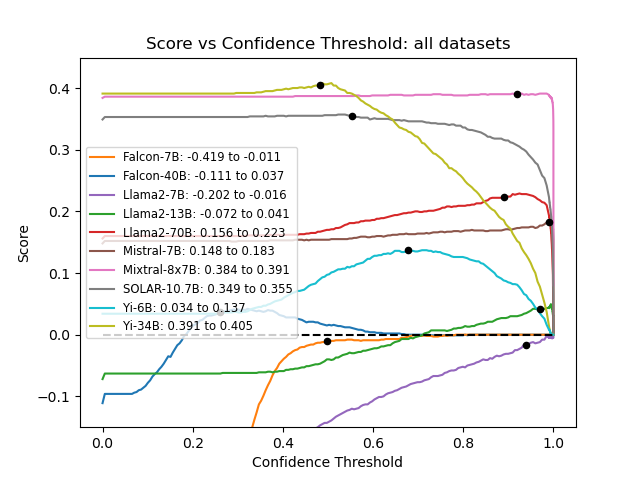 Score vs Confidence Threshold: all datasets
Score
0.4
0.3
0.2
0.1
0.0
−0.1
Falcon-7B: -0.419 to -0.011
Falcon-40B: -0.111 to 0.037
Llama2-7B: -0.202 to -0.016
Llama2-13B: -0.072 to 0.041
Llama2-70B: 0.156 to 0.223
Mistral-7B: 0.148 to 0.183
Mixtral-8x7B: 0.384 to 0.391
SOLAR-10.7B: 0.349 to 0.355
Yi-6B: 0.034 to 0.137
Yi-34B: 0.391 to 0.405
0.0 0.2 0.4 0.6 0.8 1.0
Confidence Threshold